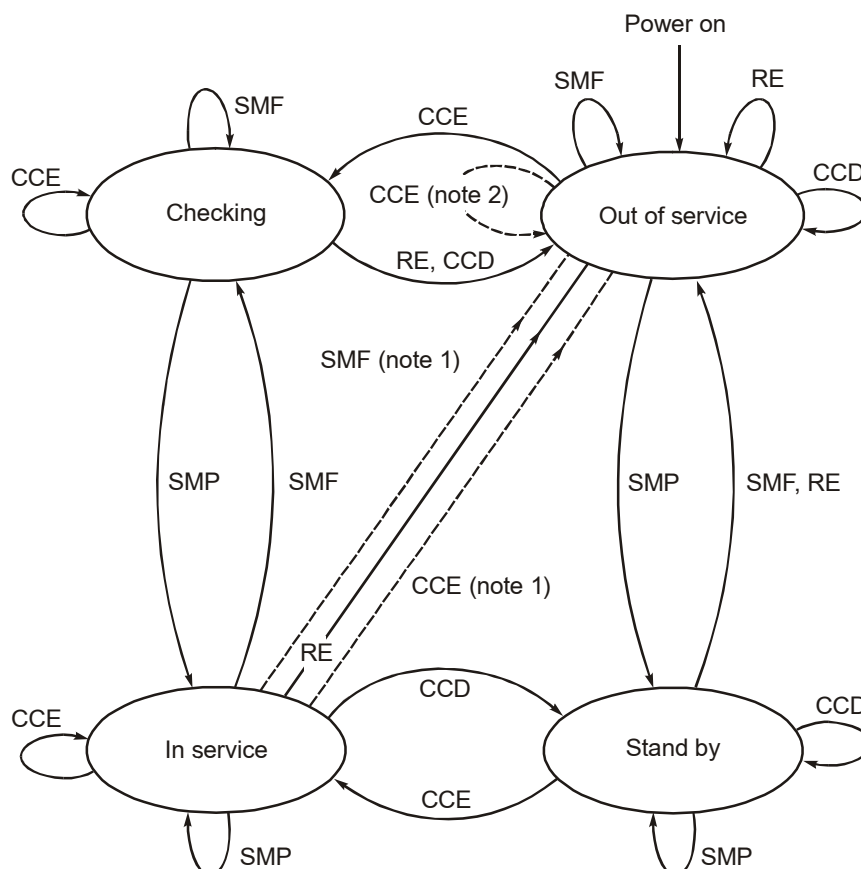 Power on
SMF
RE
SMF
CCE
CCE
CCE (note 2)
CCD
Checking
Out of service
RE, CCD
SMF (note 1)
SMP
SMF
SMP
SMF, RE
CCE (note 1)
RE
CCD
CCE
CCD
In service
Stand by
CCE
SMP
SMP